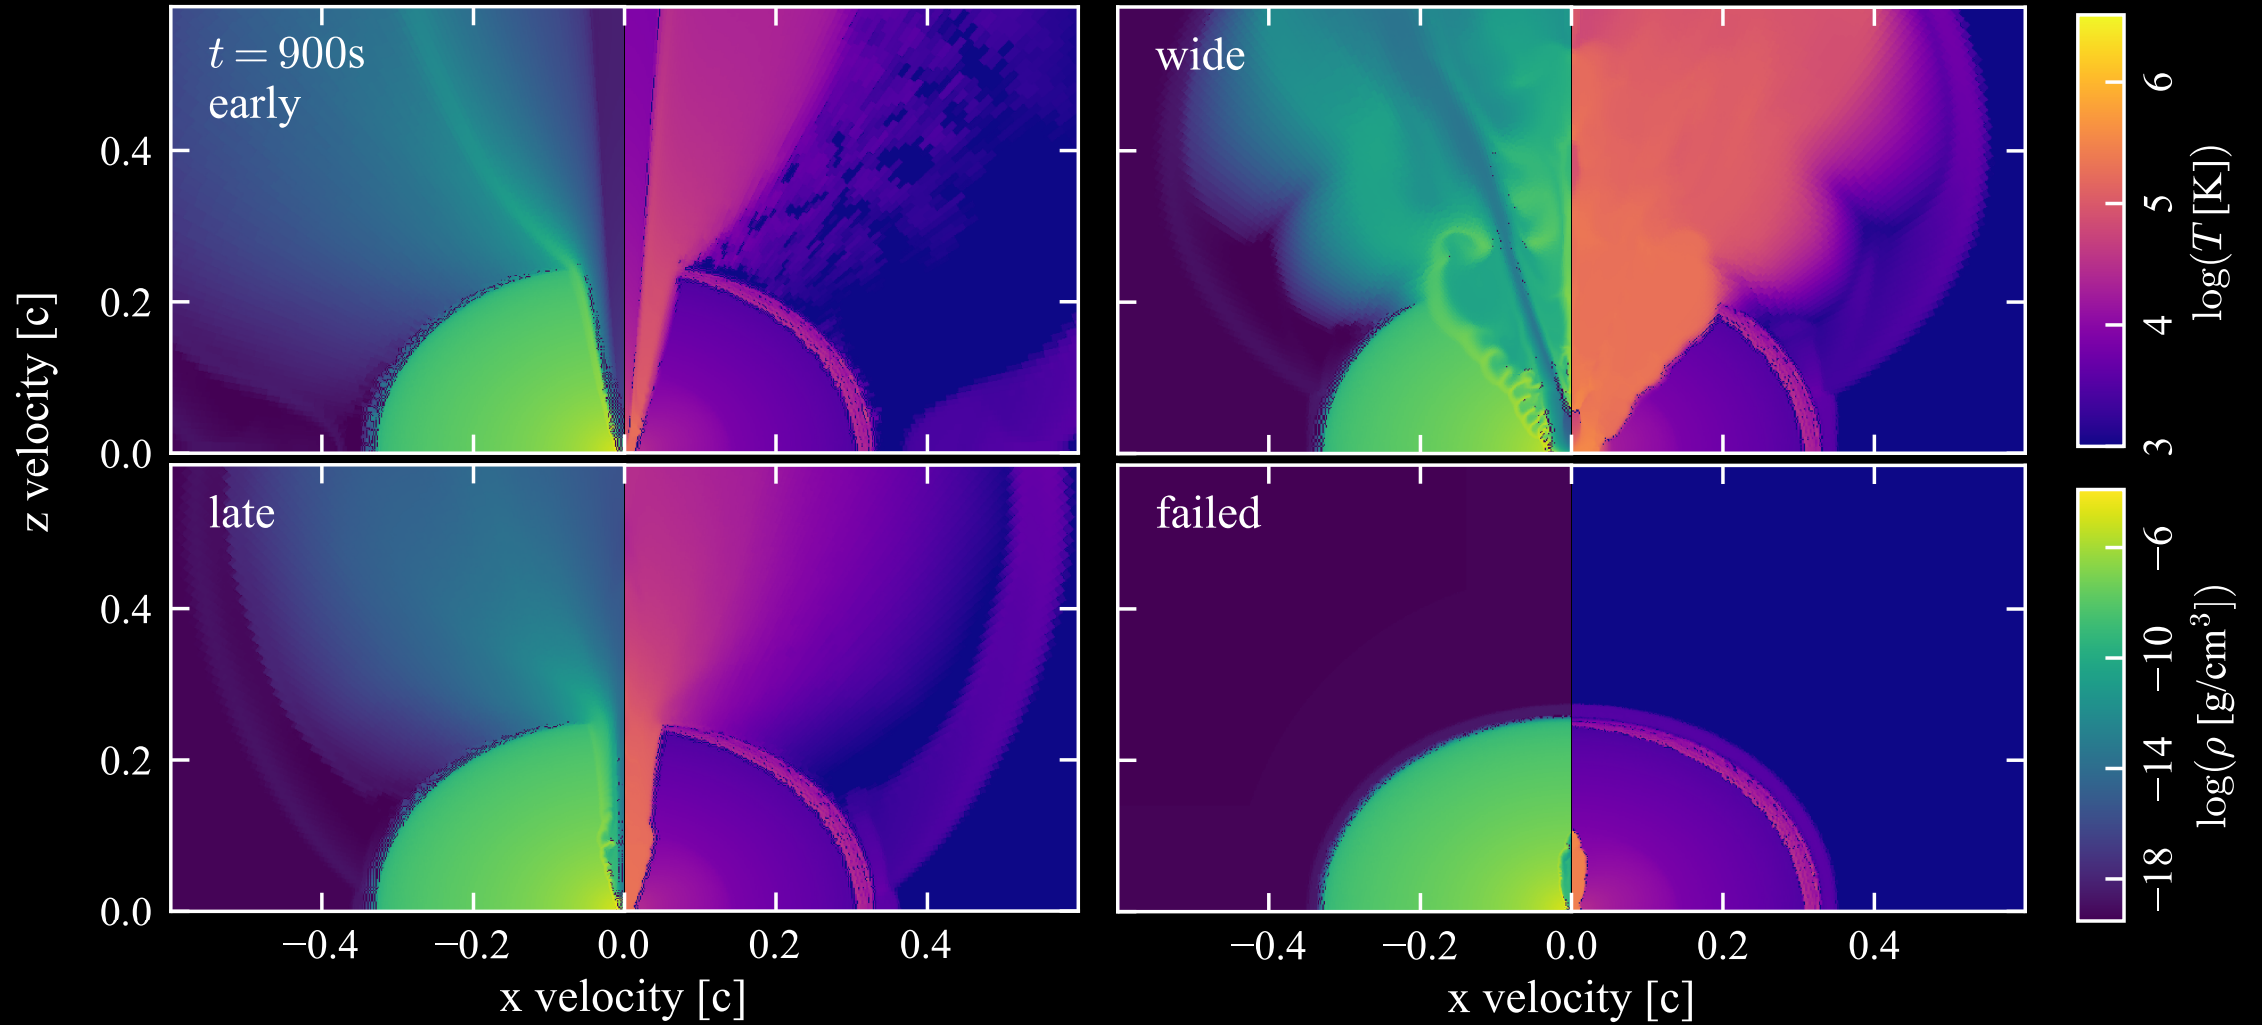 t = 900s
early
wide
late
failed
z velocity [c]
0.4
0.2
0.0
0.4
0.2
0.0
−0.4 −0.2 0.0 0.2 0.4
x velocity [c]
−0.4 −0.2 0.0 0.2 0.4
x velocity [c]
6
5
4
3
log(T [K])
−6
−10
−14
−18
log(ρ [g/cm³])